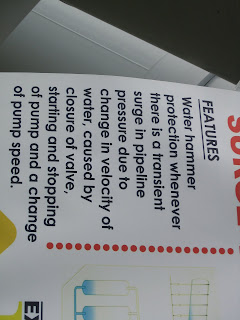 SURGE
FEATURES
Water hammer
protection whenever
there is a transient
surge in pipeline
pressure due to
change in velocity of
water, caused by
starting and stopping
closure of valve,
of pump and a change
of pump speed.